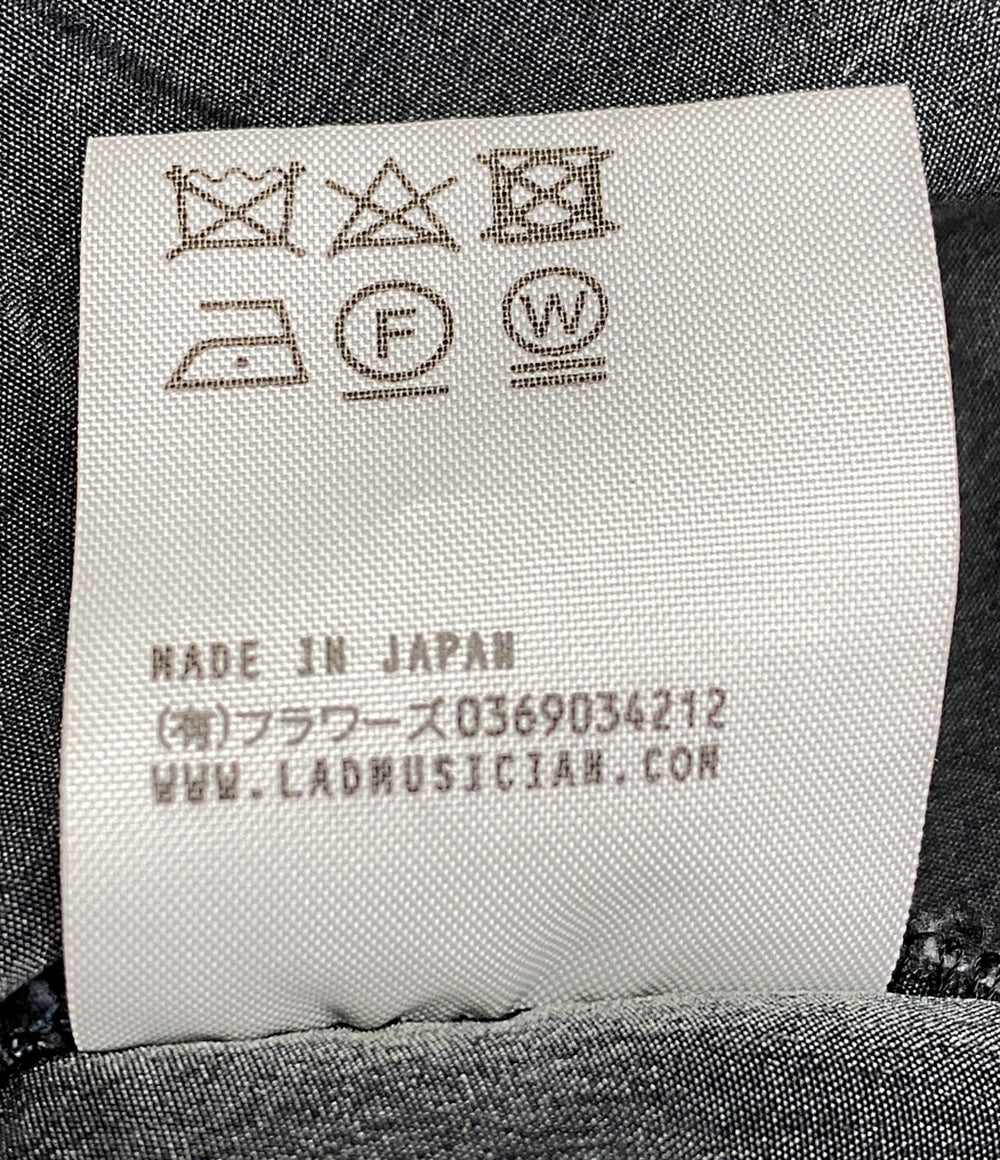 F
W
MADE IN JAPAN
(有)フラワーズ0369034212
WWW.LADMUSICIAN.COM